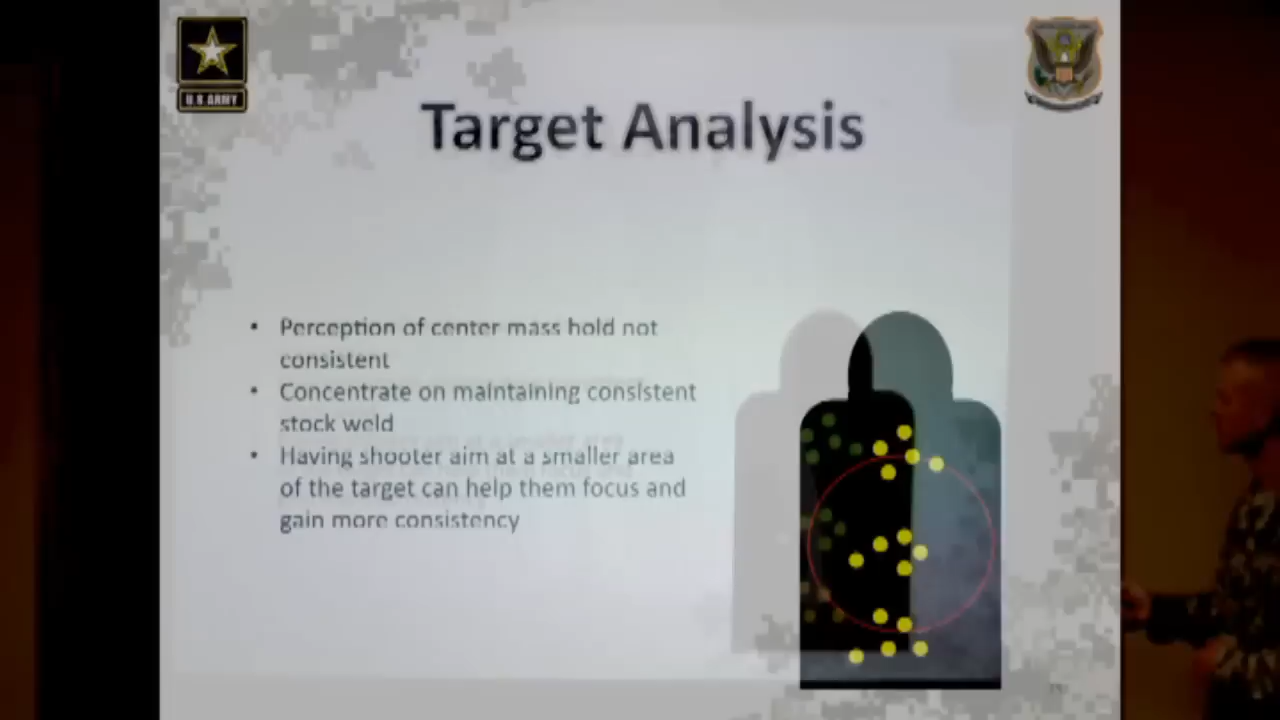 U.S.ARMY
Target Analysis
• Perception of center mass hold not
consistent
• Concentrate on maintaining consistent
stock weld
• Having shooter aim at a smaller area
of the target can help them focus and
gain more consistency